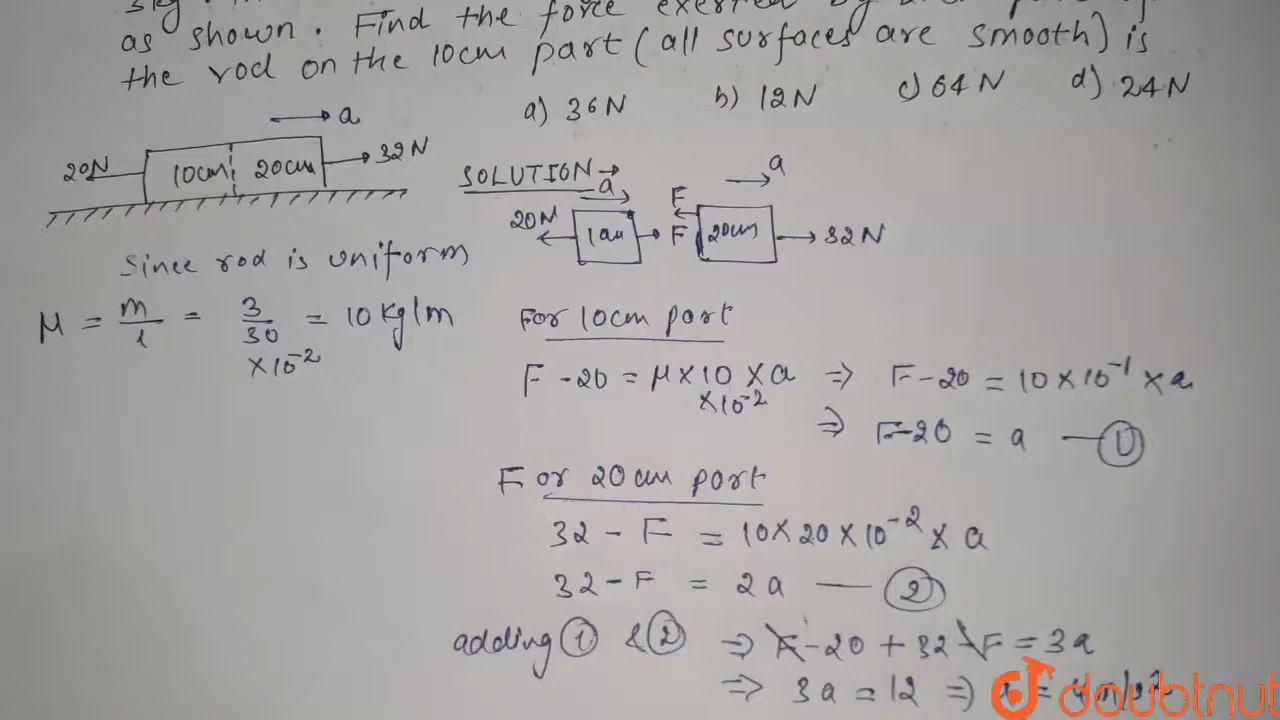 as shown. Find the force exerted by
the rod on the 10cm part (all surfaces are smooth) is
a) 36N b) 12N c) 64N d) 24N
a
20N 10cm 20cm 32N
SOLUTION →
a a
20N F F 20cm 32N
Since rod is uniform
M = m/l = 3/30 × 10⁻² = 10 kg/m
For 10cm part
F - 20 = μ × 10 × 10⁻² × a ⇒ F - 20 = 10 × 10⁻¹ × a
⇒ F - 20 = a — ①
For 20cm part
32 - F = 10 × 20 × 10⁻² × a
32 - F = 2a — ②
adding ① & ② ⇒ F - 20 + 32 - F = 3a
⇒ 3a = 12 ⇒ a = 4m/s²
doubtnut